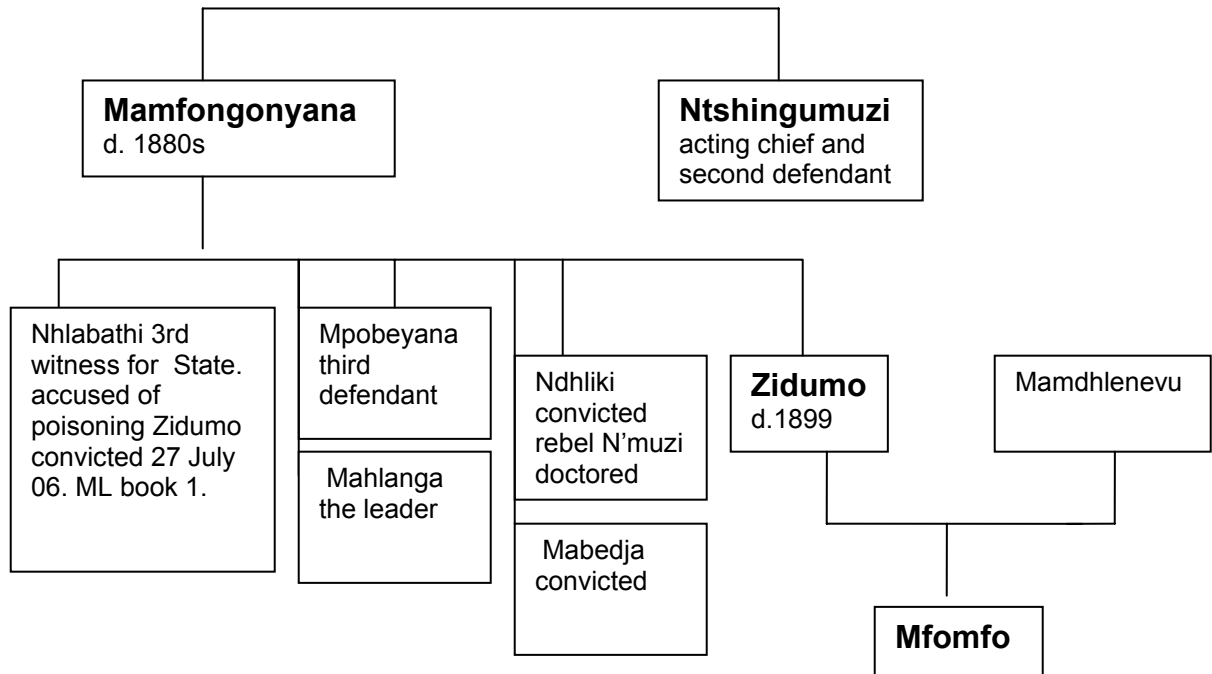 Mamfongonyana
d. 1880s
Ntshingumuzi
acting chief and
second defendant
Nhlabathi 3rd
witness for State.
accused of
poisoning Zidumo
convicted 27 July
06. ML book 1.
Mpobeyana
third
defendant
Mahlanga
the leader
Ndhliki
convicted
rebel N'muzi
doctored
Mabedja
convicted
Zidumo
d.1899
Mamdhlenevu
Mfomfo